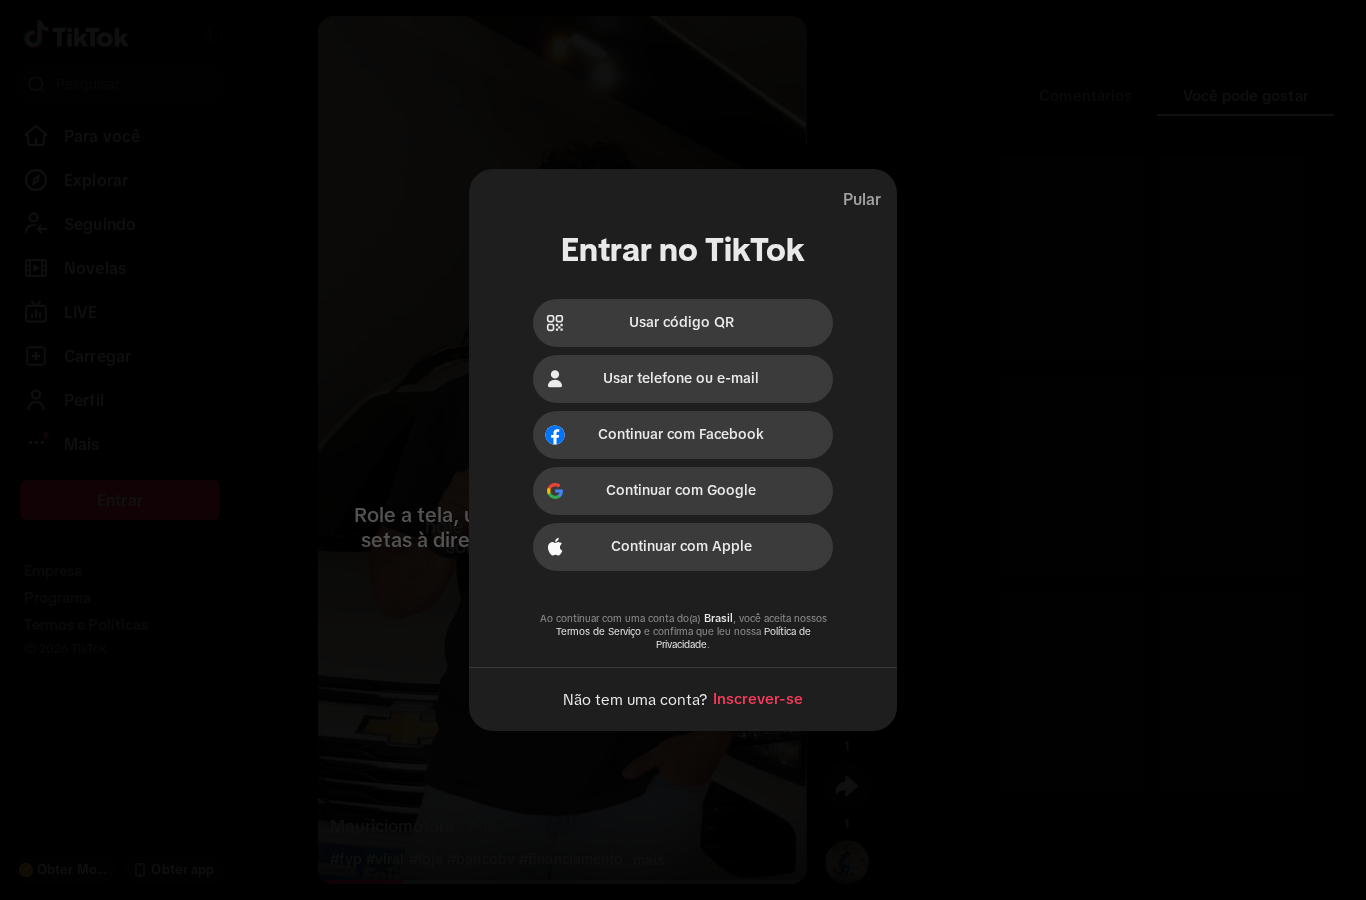 TikTok
Pesquisar
Para você
Explorar
Seguindo
Novelas
LIVE
Carregar
Perfil
Mais
Entrar
Empresa
Programa
Termos e Políticas
© 2026 TikTok
Obter Mo...
Obter app
Role a tela, u
setas à dire
#fyp #viral #loja #bancobv #financiamento
mais
1
1
Comentários
Você pode gostar
Pular
Entrar no TikTok
Usar código QR
Usar telefone ou e-mail
Continuar com Facebook
Continuar com Google
Continuar com Apple
Ao continuar com uma conta do(a) Brasil, você aceita nossos
Termos de Serviço e confirma que leu nossa Política de
Privacidade.
Não tem uma conta? Inscrever-se